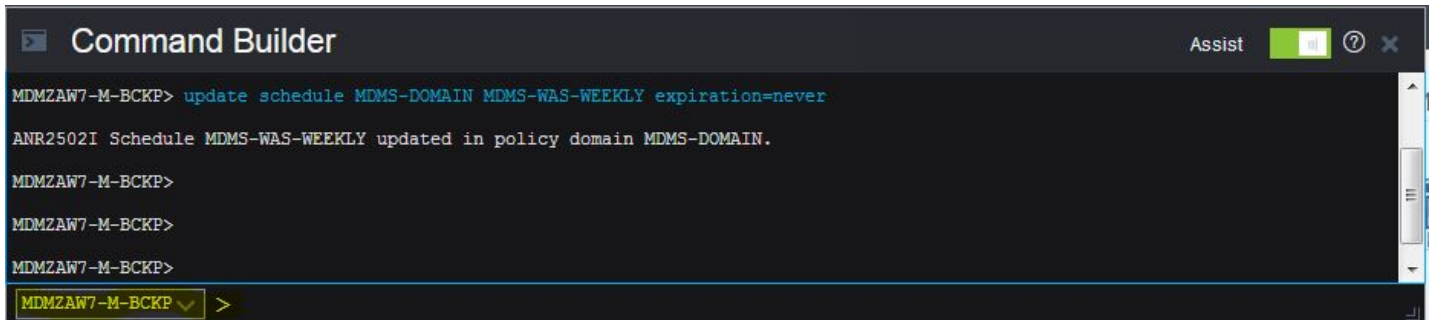 Command Builder
Assist
MDMZAW7-M-BCKP> update schedule MDMS-DOMAIN MDMS-WAS-WEEKLY expiration=never
ANR2502I Schedule MDMS-WAS-WEEKLY updated in policy domain MDMS-DOMAIN.
MDMZAW7-M-BCKP>
MDMZAW7-M-BCKP>
MDMZAW7-M-BCKP>
MDMZAW7-M-BCKP >